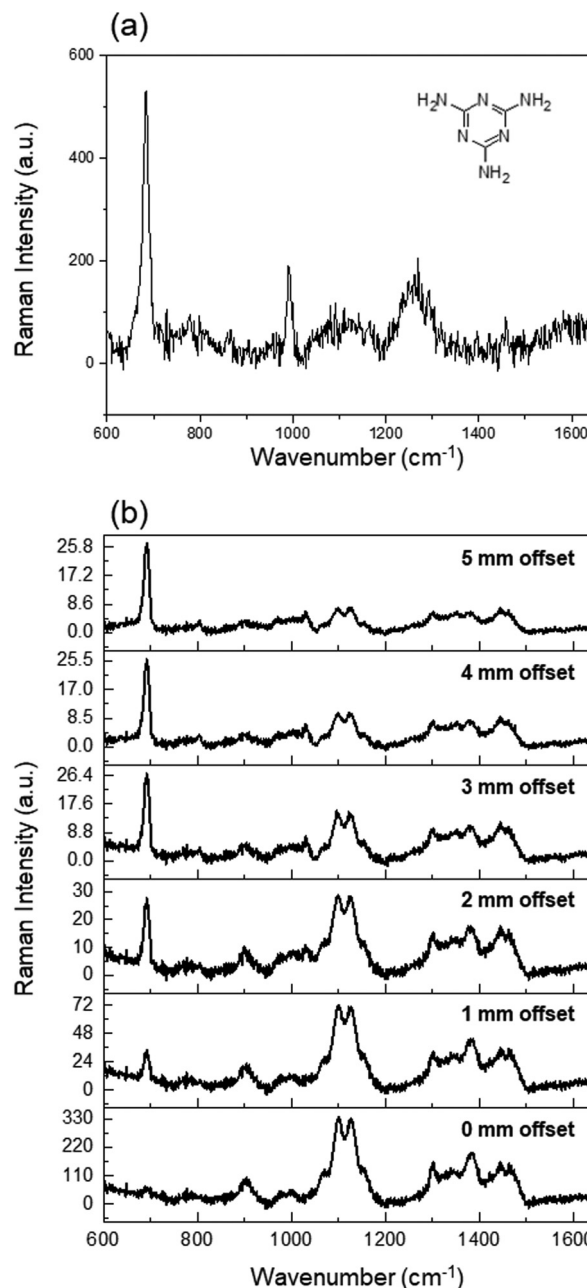 (a)
600
400
200
0
H₂N N NH₂
N N
NH₂
Raman Intensity (a.u.)
600 800 1000 1200 1400 1600
Wavenumber (cm⁻¹)
(b)
25.8
17.2
8.6
0.0
5 mm offset
25.5
17.0
8.5
0.0
4 mm offset
26.4
17.6
8.8
0.0
3 mm offset
30
20
10
0
2 mm offset
72
48
24
0
1 mm offset
330
220
110
0
0 mm offset
Raman Intensity (a.u.)
600 800 1000 1200 1400 1600
Wavenumber (cm⁻¹)